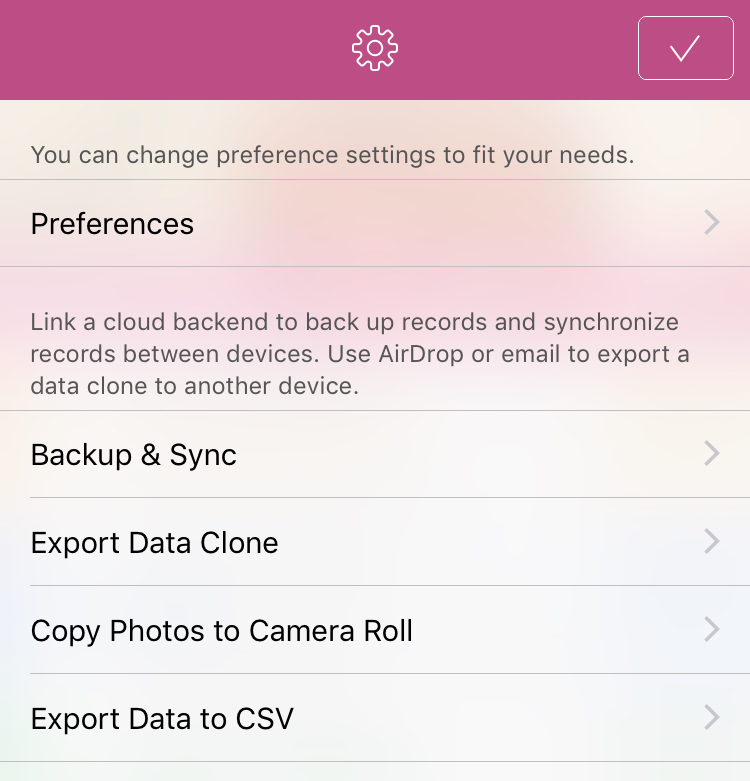 You can change preference settings to fit your needs.
Preferences
Link a cloud backend to back up records and synchronize
records between devices. Use AirDrop or email to export a
data clone to another device.
Backup & Sync
Export Data Clone
Copy Photos to Camera Roll
Export Data to CSV